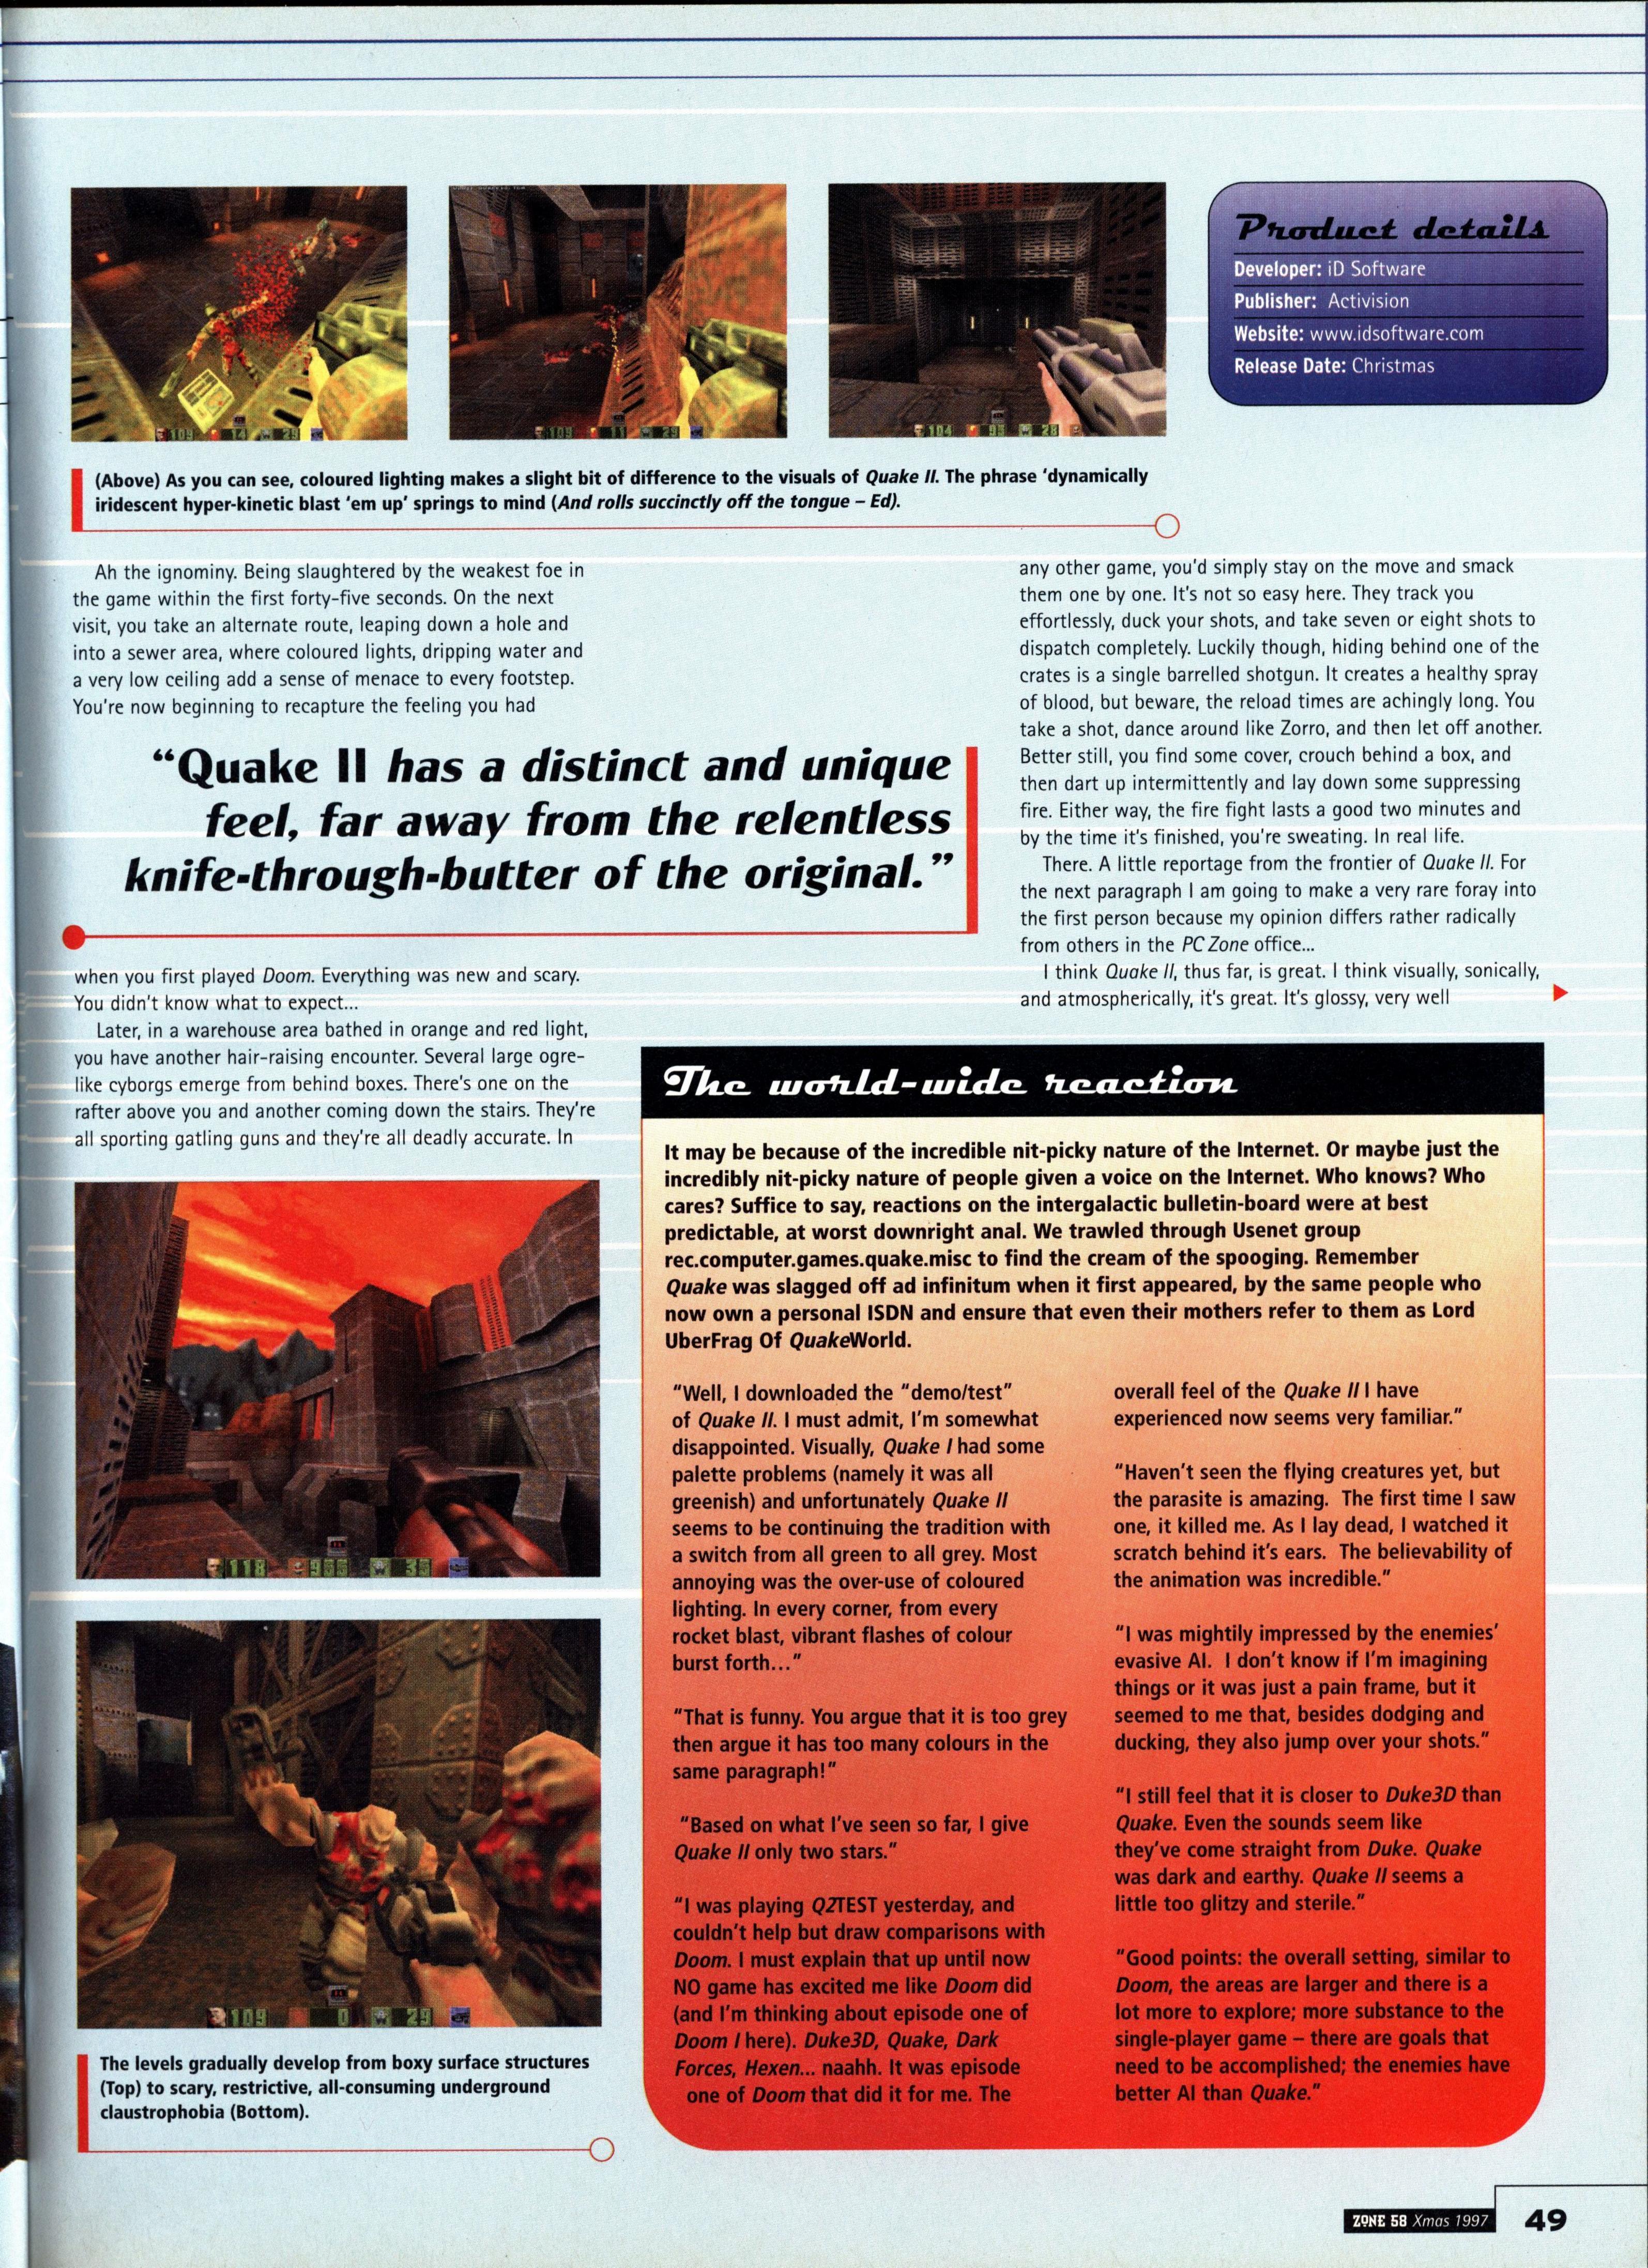 Product details
Developer: iD Software
Publisher: Activision
Website: www.idsoftware.com
Release Date: Christmas
109 14 29
109 11 29
104 95 28
(Above) As you can see, coloured lighting makes a slight bit of difference to the visuals of Quake II. The phrase ‘dynamically
iridescent hyper-kinetic blast ‘em up’ springs to mind (And rolls succinctly off the tongue – Ed).
Ah the ignominy. Being slaughtered by the weakest foe in
the game within the first forty-five seconds. On the next
visit, you take an alternate route, leaping down a hole and
into a sewer area, where coloured lights, dripping water and
a very low ceiling add a sense of menace to every footstep.
You're now beginning to recapture the feeling you had
“Quake II has a distinct and unique
feel, far away from the relentless
knife-through-butter of the original.”
when you first played Doom. Everything was new and scary.
You didn't know what to expect...
Later, in a warehouse area bathed in orange and red light,
you have another hair-raising encounter. Several large ogre-
like cyborgs emerge from behind boxes. There's one on the
rafter above you and another coming down the stairs. They're
all sporting gatling guns and they're all deadly accurate. In
any other game, you'd simply stay on the move and smack
them one by one. It's not so easy here. They track you
effortlessly, duck your shots, and take seven or eight shots to
dispatch completely. Luckily though, hiding behind one of the
crates is a single barrelled shotgun. It creates a healthy spray
of blood, but beware, the reload times are achingly long. You
take a shot, dance around like Zorro, and then let off another.
Better still, you find some cover, crouch behind a box, and
then dart up intermittently and lay down some suppressing
fire. Either way, the fire fight lasts a good two minutes and
by the time it's finished, you're sweating. In real life.
There. A little reportage from the frontier of Quake II. For
the next paragraph I am going to make a very rare foray into
the first person because my opinion differs rather radically
from others in the PC Zone office...
I think Quake II, thus far, is great. I think visually, sonically,
and atmospherically, it's great. It's glossy, very well
118 966 35
109 0 29
The levels gradually develop from boxy surface structures
(Top) to scary, restrictive, all-consuming underground
claustrophobia (Bottom).
The world-wide reaction
It may be because of the incredible nit-picky nature of the Internet. Or maybe just the
incredibly nit-picky nature of people given a voice on the Internet. Who knows? Who
cares? Suffice to say, reactions on the intergalactic bulletin-board were at best
predictable, at worst downright anal. We trawled through Usenet group
rec.computer.games.quake.misc to find the cream of the spooging. Remember
Quake was slagged off ad infinitum when it first appeared, by the same people who
now own a personal ISDN and ensure that even their mothers refer to them as Lord
UberFrag Of QuakeWorld.
“Well, I downloaded the “demo/test”
of Quake II. I must admit, I'm somewhat
disappointed. Visually, Quake I had some
palette problems (namely it was all
greenish) and unfortunately Quake II
seems to be continuing the tradition with
a switch from all green to all grey. Most
annoying was the over-use of coloured
lighting. In every corner, from every
rocket blast, vibrant flashes of colour
burst forth...”
“That is funny. You argue that it is too grey
then argue it has too many colours in the
same paragraph!”
“Based on what I've seen so far, I give
Quake II only two stars.”
“I was playing Q2TEST yesterday, and
couldn't help but draw comparisons with
Doom. I must explain that up until now
NO game has excited me like Doom did
(and I'm thinking about episode one of
Doom I here). Duke3D, Quake, Dark
Forces, Hexen... naahh. It was episode
one of Doom that did it for me. The
overall feel of the Quake II I have
experienced now seems very familiar.”
“Haven't seen the flying creatures yet, but
the parasite is amazing. The first time I saw
one, it killed me. As I lay dead, I watched it
scratch behind it's ears. The believability of
the animation was incredible.”
“I was mightily impressed by the enemies'
evasive AI. I don't know if I'm imagining
things or it was just a pain frame, but it
seemed to me that, besides dodging and
ducking, they also jump over your shots.”
“I still feel that it is closer to Duke3D than
Quake. Even the sounds seem like
they've come straight from Duke. Quake
was dark and earthy. Quake II seems a
little too glitzy and sterile.”
“Good points: the overall setting, similar to
Doom, the areas are larger and there is a
lot more to explore; more substance to the
single-player game – there are goals that
need to be accomplished; the enemies have
better AI than Quake.”
ZONE 58 Xmas 1997 49